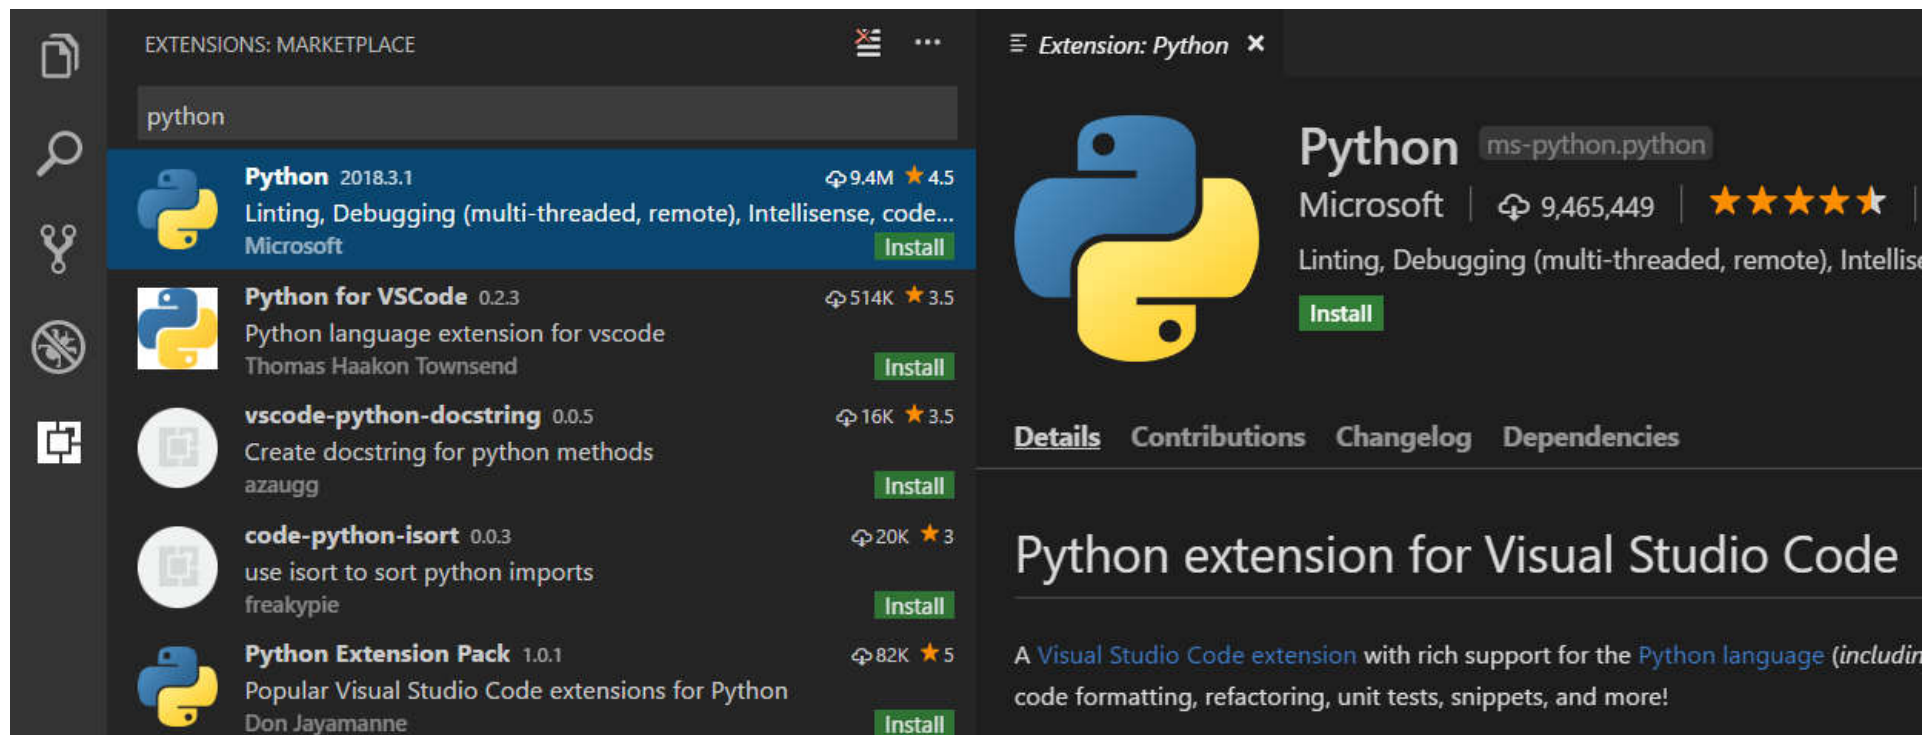 EXTENSIONS: MARKETPLACE
python
Python 2018.3.1 9.4M 4.5
Linting, Debugging (multi-threaded, remote), Intellisense, code...
Microsoft Install
Python for VSCode 0.2.3 514K 3.5
Python language extension for vscode
Thomas Haakon Townsend Install
vscode-python-docstring 0.0.5 16K 3.5
Create docstring for python methods
azaugg Install
code-python-isort 0.0.3 20K 3
use isort to sort python imports
freakypie Install
Python Extension Pack 1.0.1 82K 5
Popular Visual Studio Code extensions for Python
Don Jayamanne Install
Extension: Python
Python ms-python.python
Microsoft 9,465,449
Linting, Debugging (multi-threaded, remote), Intellise
Install
Details Contributions Changelog Dependencies
Python extension for Visual Studio Code
A Visual Studio Code extension with rich support for the Python language (includin
code formatting, refactoring, unit tests, snippets, and more!